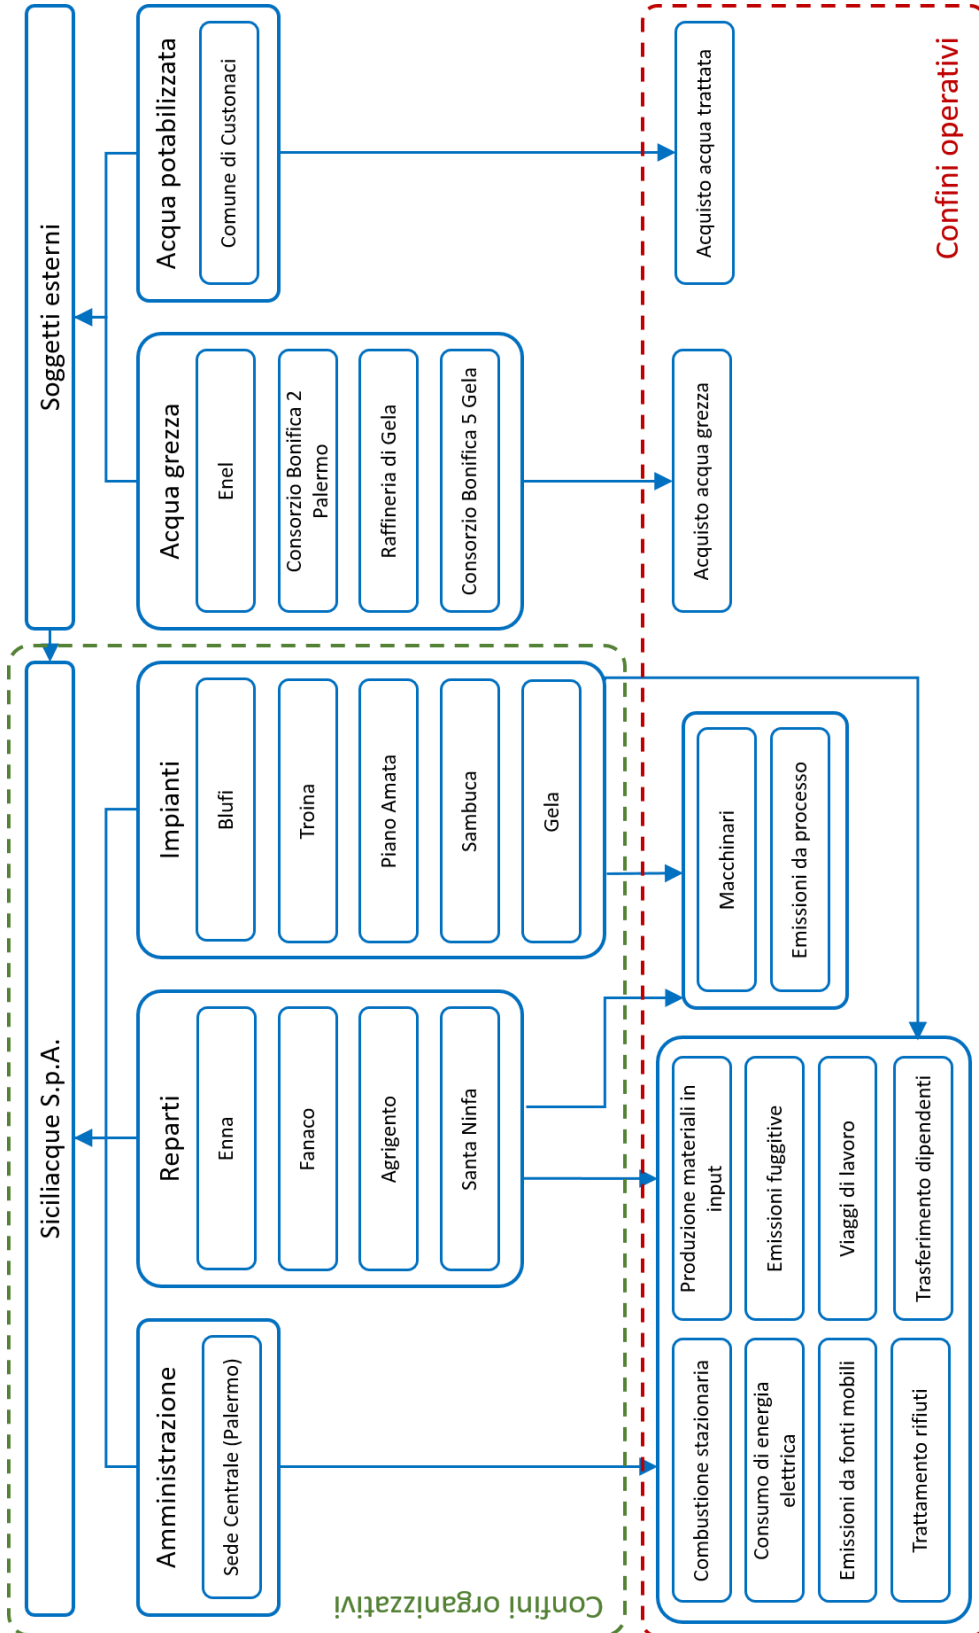 Siciliacque S.p.A.
Soggetti esterni
Amministrazione
Sede Centrale (Palermo)
Reparti
Enna
Fanaco
Agrigento
Santa Ninfa
Impianti
Blufi
Troina
Piano Amata
Sambuca
Gela
Acqua grezza
Enel
Consorzio Bonifica 2
Palermo
Raffineria di Gela
Consorzio Bonifica 5 Gela
Acqua potabilizzata
Comune di Custonaci
Confini organizzativi
Combustione stazionaria
Produzione materiali in
input
Consumo di energia
elettrica
Emissioni fuggitive
Emissioni da fonti mobili
Viaggi di lavoro
Trattamento rifiuti
Trasferimento dipendenti
Macchinari
Emissioni da processo
Acquisto acqua grezza
Acquisto acqua trattata
Confini operativi